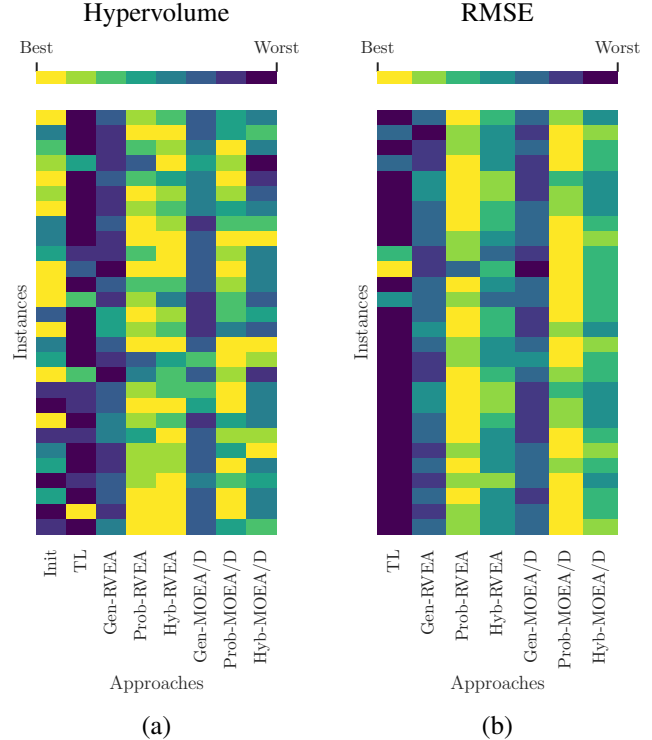 Hypervolume
Best
Worst
Instances
Init
TL
Gen-RVEA
Prob-RVEA
Hyb-RVEA
Gen-MOEA/D
Prob-MOEA/D
Hyb-MOEA/D
Approaches
(a)
RMSE
Best
Worst
Instances
TL
Gen-RVEA
Prob-RVEA
Hyb-RVEA
Gen-MOEA/D
Prob-MOEA/D
Hyb-MOEA/D
Approaches
(b)